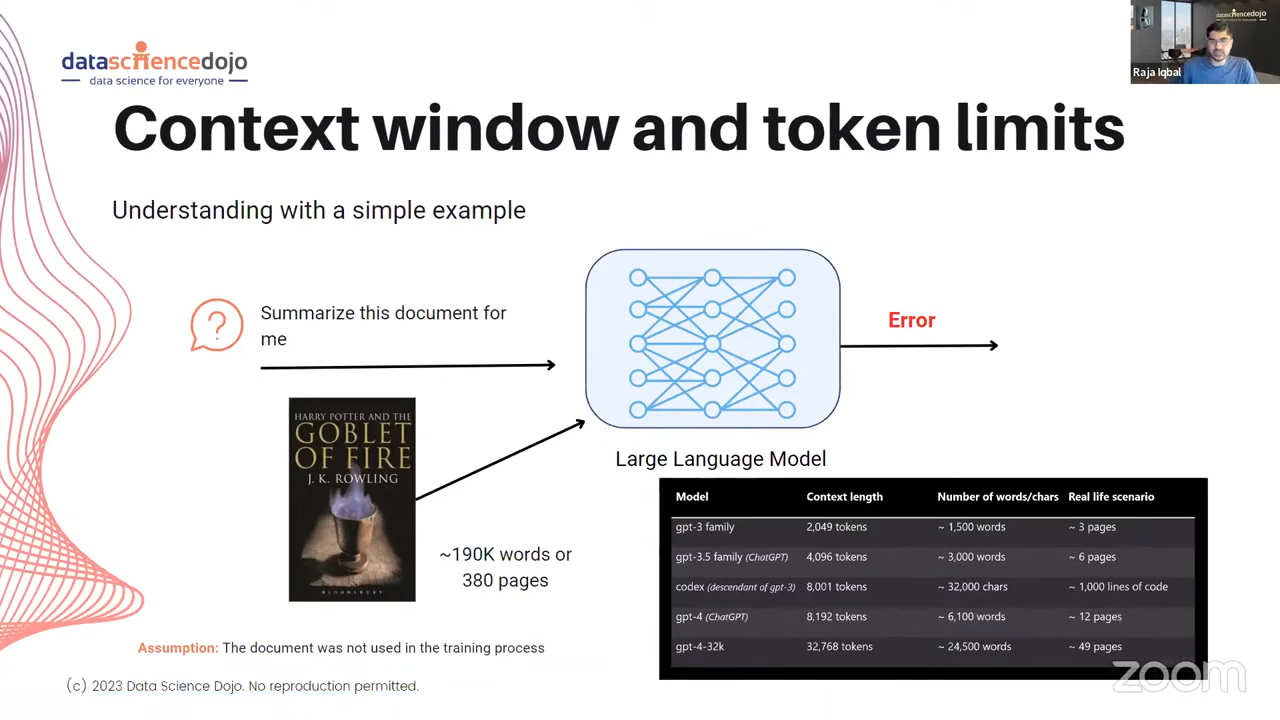 datasciencedojo
data science for everyone
datasciencedojo
Raja Iqbal
Context window and token limits
Understanding with a simple example
Summarize this document for
me
Error
HARRY POTTER AND THE
GOBLET
OF FIRE
J. K. ROWLING
BLOOMSBURY
~190K words or
380 pages
Large Language Model
Model Context length Number of words/chars Real life scenario
gpt-3 family 2,049 tokens ~ 1,500 words ~ 3 pages
gpt-3.5 family (ChatGPT) 4,096 tokens ~ 3,000 words ~ 6 pages
codex (descendant of gpt-3) 8,001 tokens ~ 32,000 chars ~ 1,000 lines of code
gpt-4 (ChatGPT) 8,192 tokens ~ 6,100 words ~ 12 pages
gpt-4-32k 32,768 tokens ~ 24,500 words ~ 49 pages
Assumption: The document was not used in the training process
(c) 2023 Data Science Dojo. No reproduction permitted.
zoom